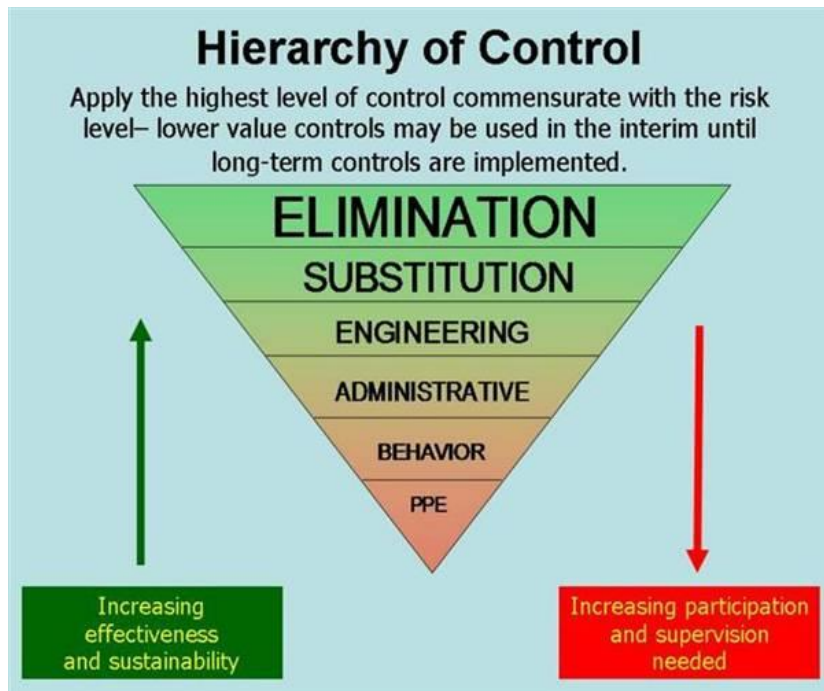 Hierarchy of Control
Apply the highest level of control commensurate with the risk
level– lower value controls may be used in the interim until
long-term controls are implemented.
ELIMINATION
SUBSTITUTION
ENGINEERING
ADMINISTRATIVE
BEHAVIOR
PPE
Increasing
effectiveness
and sustainability
Increasing participation
and supervision
needed